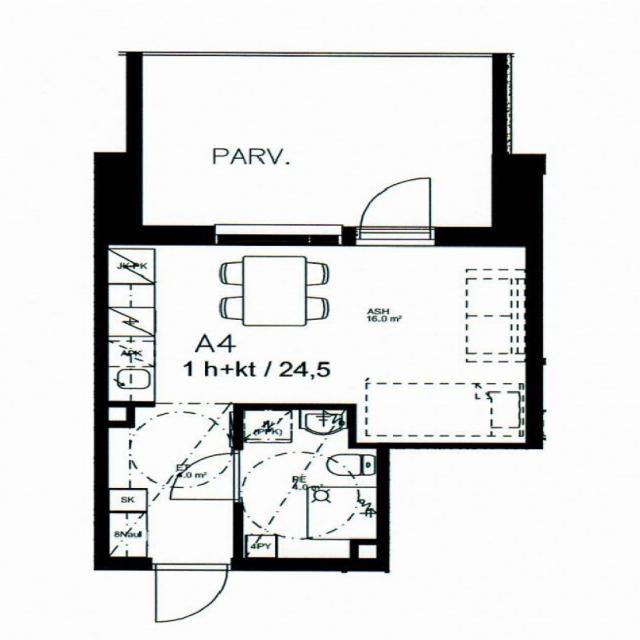 PARV.
JK-PK
ASH
16.0 m²
A4
APK
1 h+kt / 24,5
(PPK)
ET
4.0 m²
PE
4.0 m²
SK
8Naul
4PY